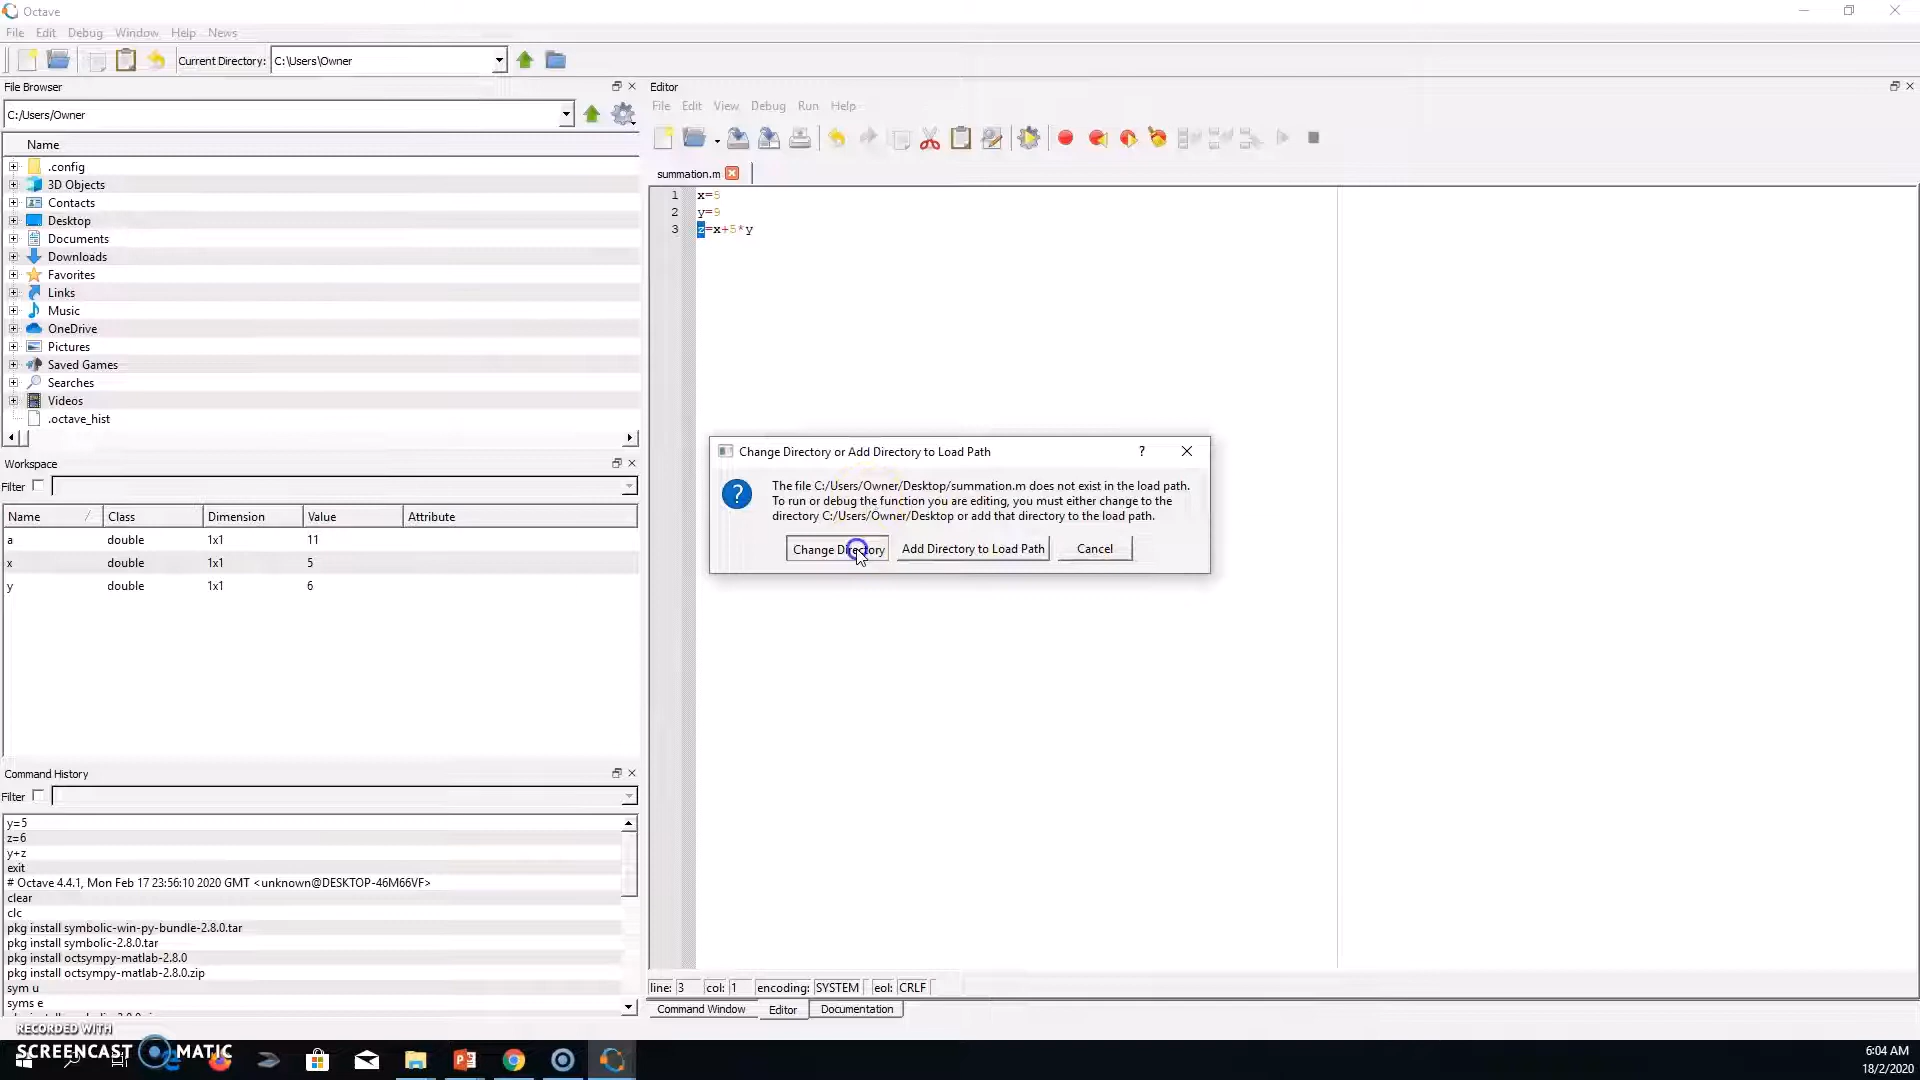 Octave
File Edit Debug Window Help News
Current Directory: C:\Users\Owner
File Browser
C:/Users/Owner
Name
.config
3D Objects
Contacts
Desktop
Documents
Downloads
Favorites
Links
Music
OneDrive
Pictures
Saved Games
Searches
Videos
.octave_hist
Workspace
Filter
Name Class Dimension Value Attribute
a double 1x1 11
x double 1x1 5
y double 1x1 6
Command History
Filter
y=5
z=6
y+z
exit
# Octave 4.4.1, Mon Feb 17 23:56:10 2020 GMT <unknown@DESKTOP-46M66VF>
clear
clc
pkg install symbolic-win-py-bundle-2.8.0.tar
pkg install symbolic-2.8.0.tar
pkg install octsympy-matlab-2.8.0
pkg install octsympy-matlab-2.8.0.zip
sym u
syms e
Editor
File Edit View Debug Run Help
summation.m
1 x=5
2 y=9
3 z=x+5*y
Change Directory or Add Directory to Load Path
?
The file C:/Users/Owner/Desktop/summation.m does not exist in the load path.
To run or debug the function you are editing, you must either change to the
directory C:/Users/Owner/Desktop or add that directory to the load path.
Change Directory Add Directory to Load Path Cancel
line: 3 col: 1 encoding: SYSTEM eol: CRLF
Command Window Editor Documentation
RECORDED WITH
SCREENCAST MATIC
6:04 AM
18/2/2020